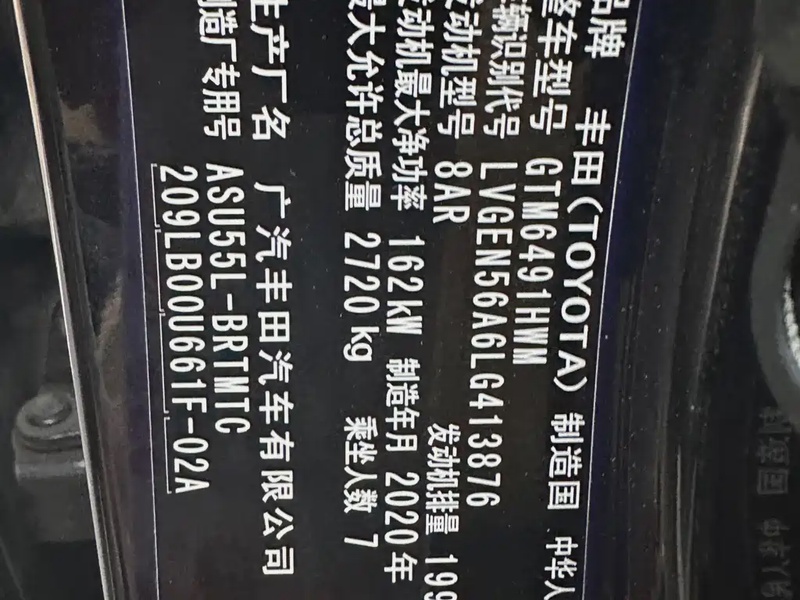 品牌 丰田(TOYOTA) 制造国 中华人
整车型号 GTM6491HWM
车辆识别代号 LVGEN56A6LG413876
发动机型号 8AR 发动机排量 199
发动机最大净功率 162kW 制造年月 2020年
最大允许总质量 2720kg 乘坐人数 7
生产厂名 广汽丰田汽车有限公司
制造厂专用号 ASU55L-BRTMTC
209LB00U661F-02A